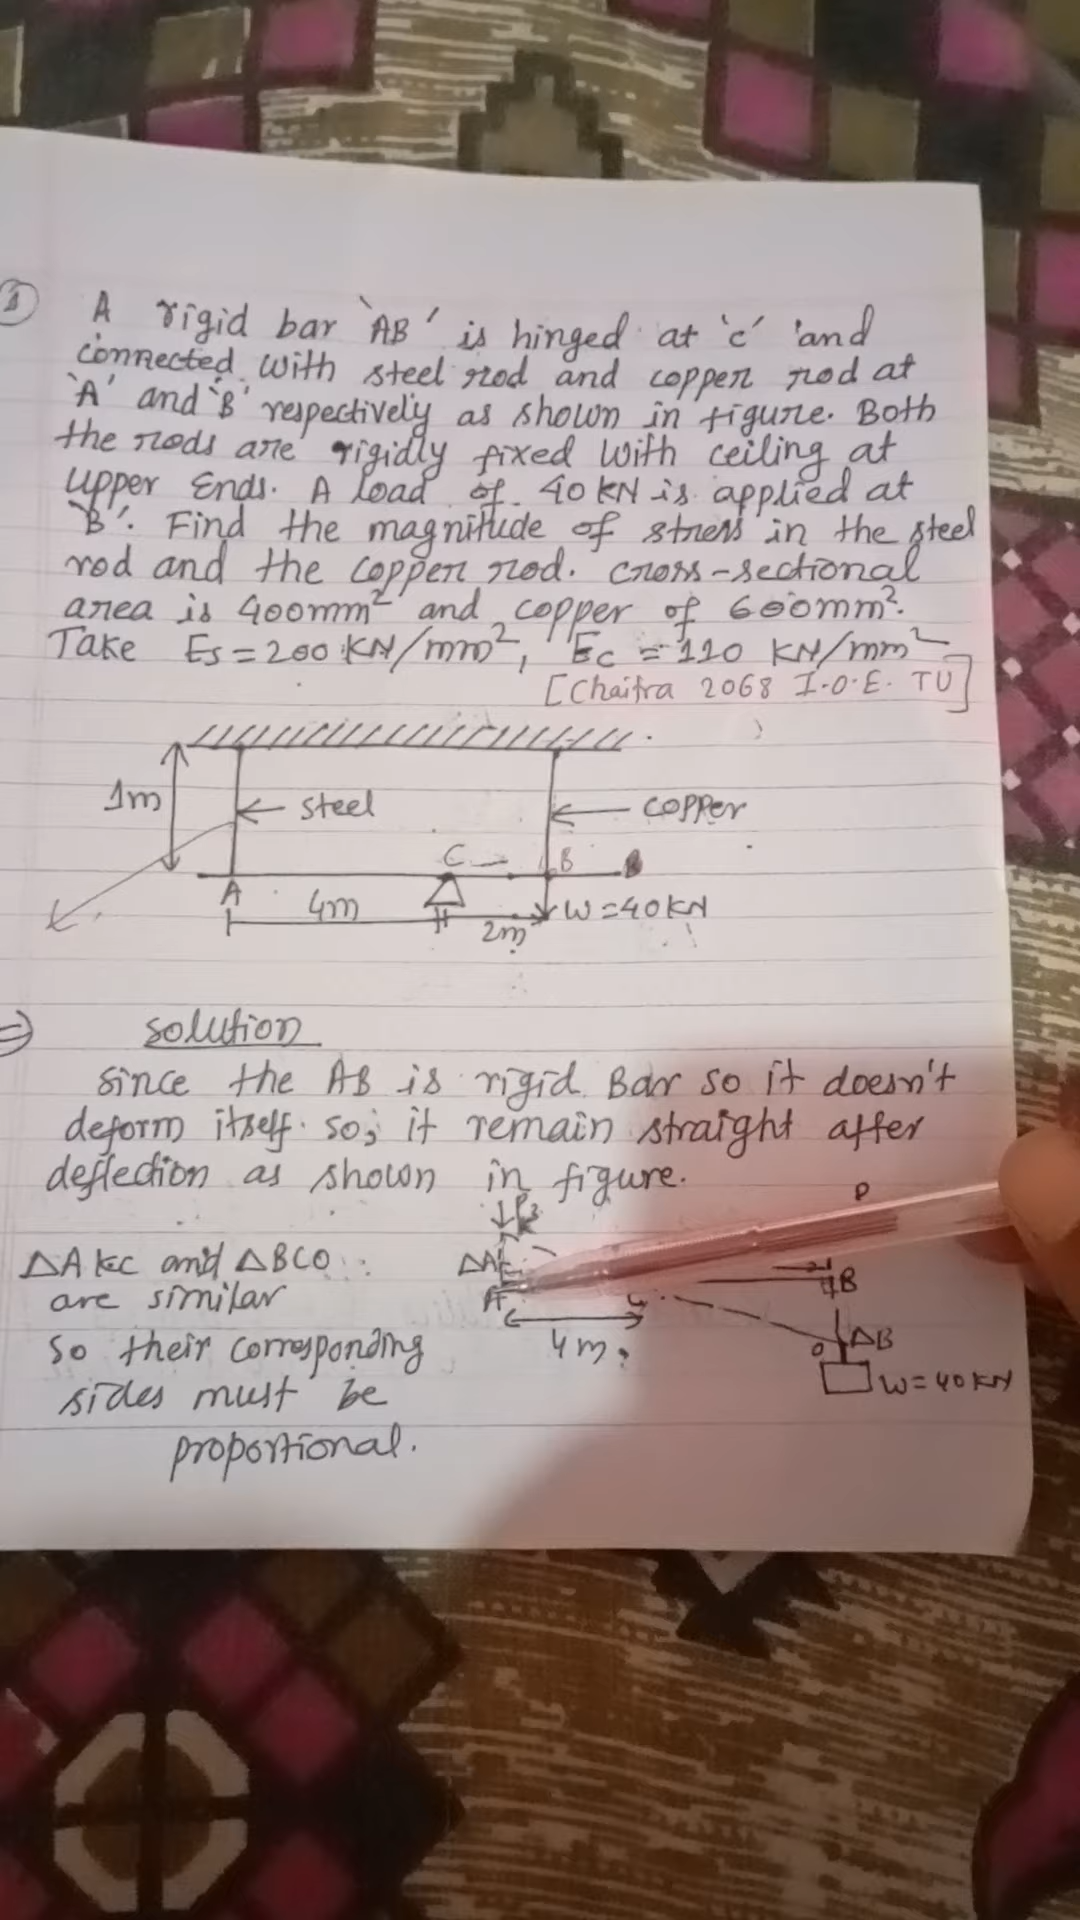 A rigid bar `AB' is hinged at 'c' 'and
connected with steel rod and copper rod at
`A' and `B' respectively as shown in figure. Both
the rods are rigidly fixed with ceiling at
upper Ends. A load of 40 KN is applied at
`B'. Find the magnitude of stress in the steel
rod and the copper rod. cross-sectional
area is 400mm² and copper of 600mm².
Take Es = 200 KN/mm², Ec = 110 KN/mm²
[Chaitra 2068 I.O.E. TU]
1m
steel
copper
C
B
A
4m
W = 40 KN
2m
solution
since the AB is rigid Bar so it doesn't
deform itself. so; it remain straight after
deflection as shown in figure.
P
ΔAKC and ΔBCO
are similar
so their corresponding
sides must be
proportional.
ΔA
A
B
4m
O
ΔB
W = 40 KN